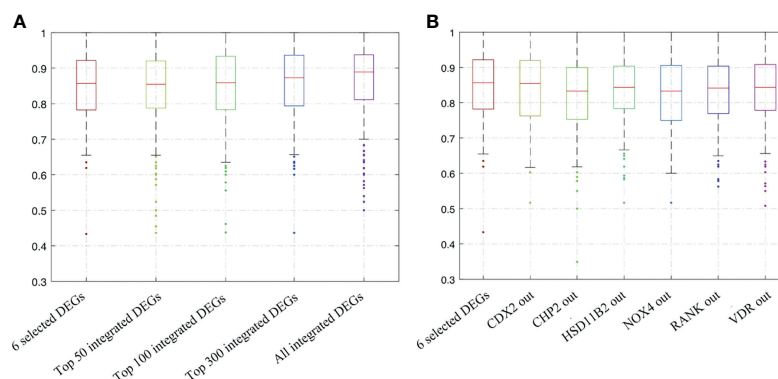 A
1
0.9
0.8
0.7
0.6
0.5
0.4
0.3
6 selected DEGs
Top 50 integrated DEGs
Top 100 integrated DEGs
Top 300 integrated DEGs
All integrated DEGs
B
1
0.9
0.8
0.7
0.6
0.5
0.4
0.3
6 selected DEGs
CDX2 out
CHP2 out
HSD11B2 out
NOX4 out
RANK out
VDR out